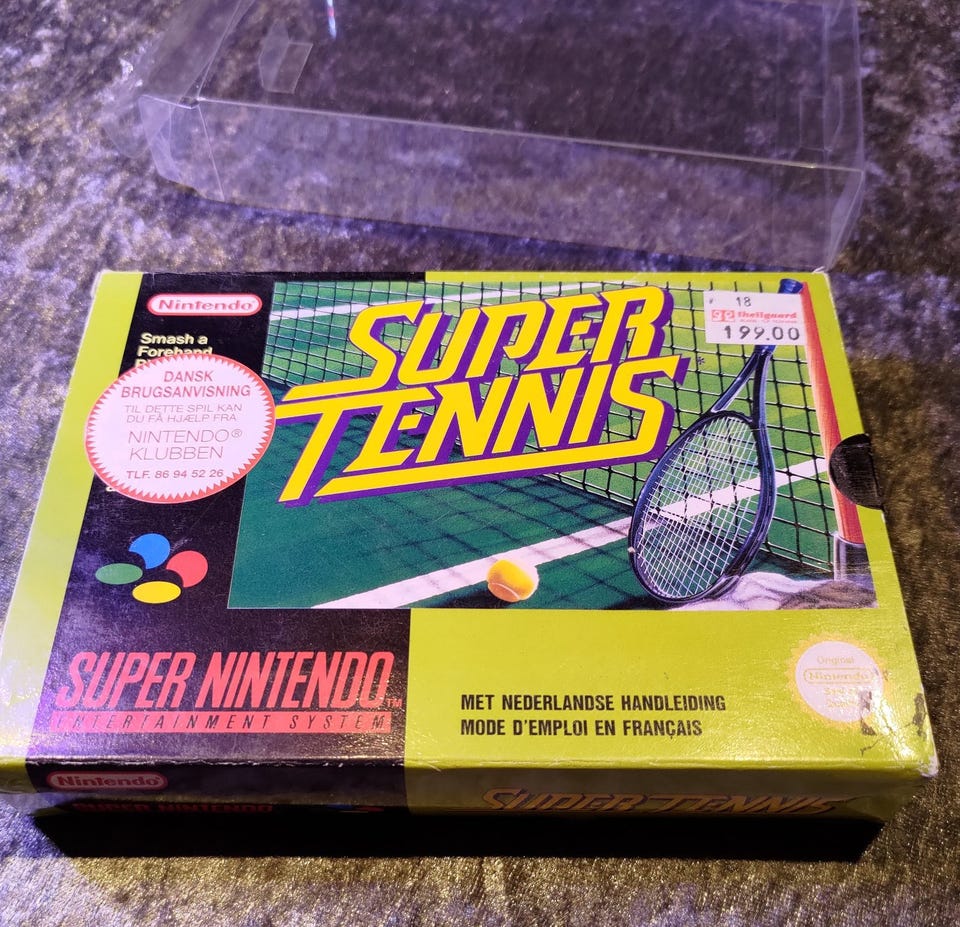 Nintendo
Smash a
Forehand
DANSK
BRUGSANVISNING
TIL DETTE SPIL KAN
DU FÅ HJÆLP FRA
NINTENDO®
KLUBBEN
TLF. 86 94 52 26
SUPER
TENNIS
18
199.00
SUPER NINTENDO™
ENTERTAINMENT SYSTEM
MET NEDERLANDSE HANDLEIDING
MODE D'EMPLOI EN FRANÇAIS
Original
Nintendo
Nintendo
SUPER NINTENDO
SUPER TENNIS